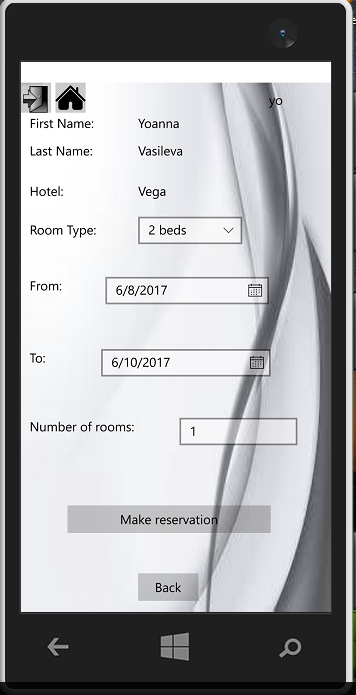 yo
First Name: Yoanna
Last Name: Vasileva
Hotel: Vega
Room Type: 2 beds
From: 6/8/2017
To: 6/10/2017
Number of rooms: 1
Make reservation
Back